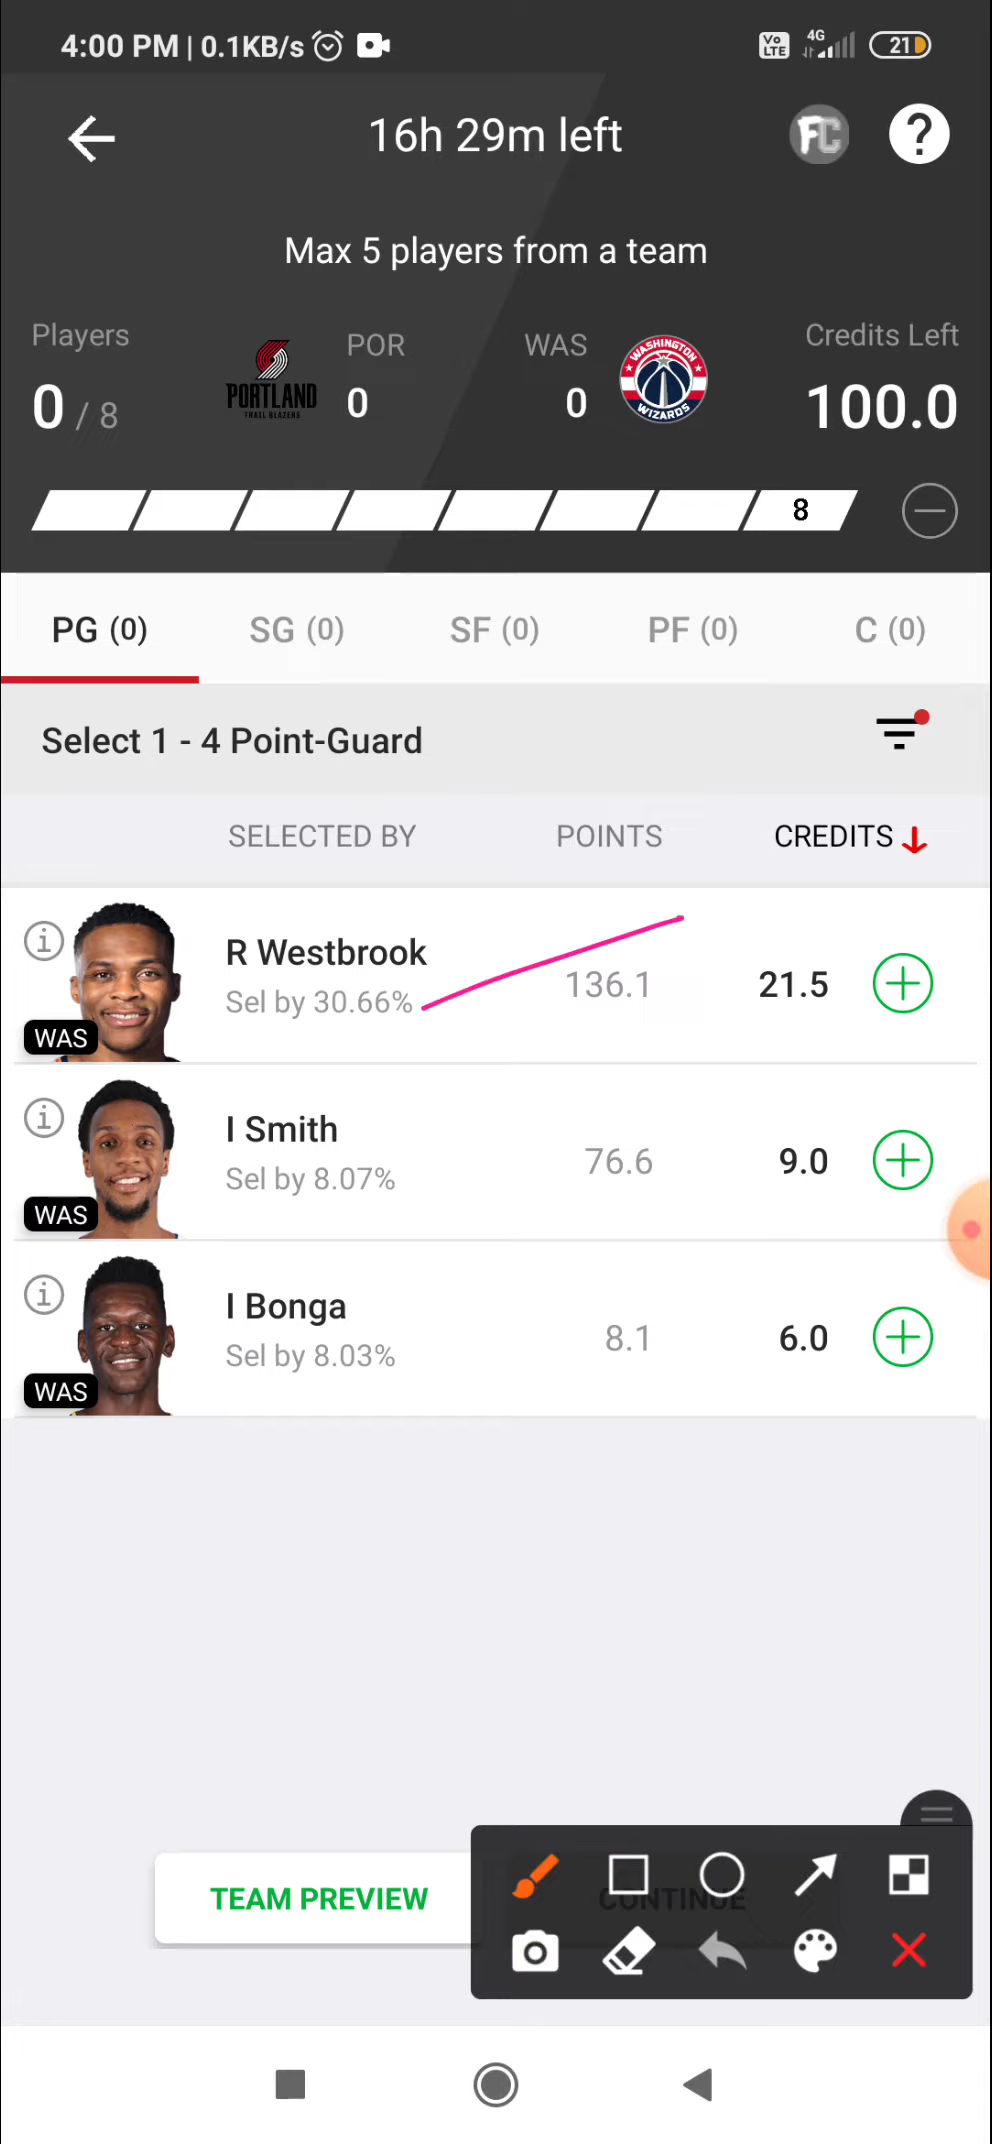 4:00 PM | 0.1KB/s Vo LTE 4G 21
16h 29m left FC ?
Max 5 players from a team
Players POR WAS Credits Left
0 / 8 PORTLAND TRAIL BLAZERS 0 0 WASHINGTON WIZARDS 100.0
8
PG (0) SG (0) SF (0) PF (0) C (0)
Select 1 - 4 Point-Guard
SELECTED BY POINTS CREDITS
R Westbrook
Sel by 30.66% 136.1 21.5
WAS
I Smith
Sel by 8.07% 76.6 9.0
WAS
I Bonga
Sel by 8.03% 8.1 6.0
WAS
TEAM PREVIEW CONTINUE